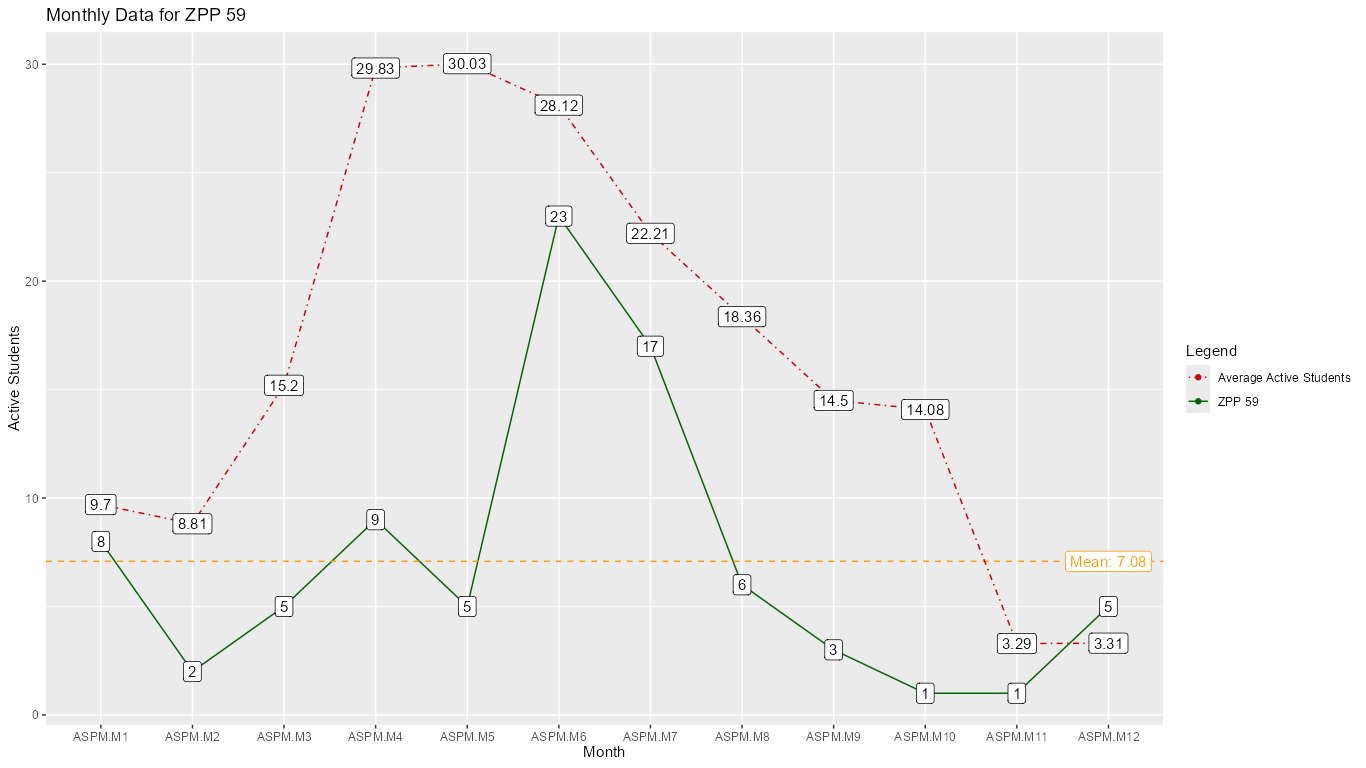 Monthly Data for ZPP 59
Active Students
30
20
10
0
29.83
30.03
28.12
23
22.21
18.36
17
15.2
14.5
14.08
9.7
8.81
8
9
Mean: 7.08
2
5
5
6
3
1
1
5
3.29
3.31
ASPM.M1
ASPM.M2
ASPM.M3
ASPM.M4
ASPM.M5
ASPM.M6
ASPM.M7
ASPM.M8
ASPM.M9
ASPM.M10
ASPM.M11
ASPM.M12
Month
Legend
Average Active Students
ZPP 59